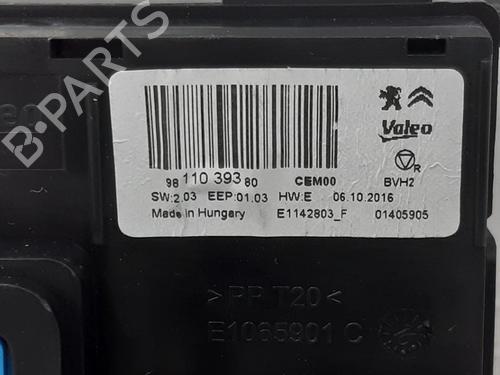 98 110 393 80
CEM00
Valeo
R
SW:2.03 EEP:01.03 HW:E 06.10.2016
BVH2
Made in Hungary E1142803_F 01405905
>PP T20<
E1065901 C
B-PARTS